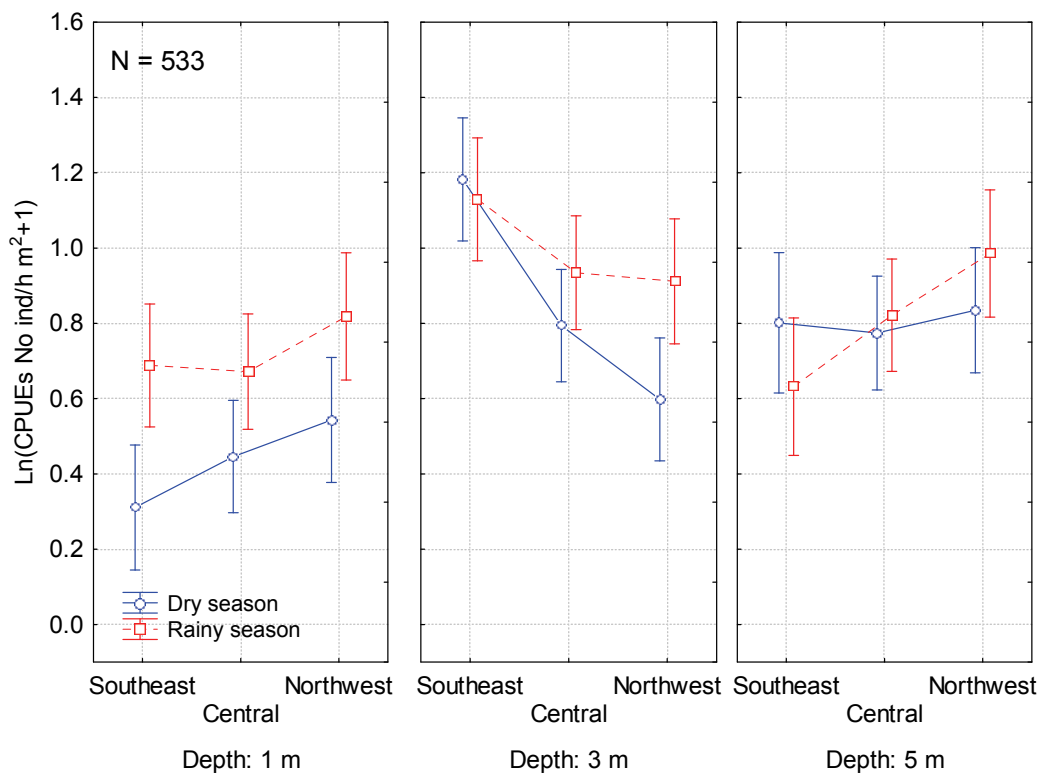 N = 533
Ln(CPUEs No ind/h m²+1)
1.6
1.4
1.2
1.0
0.8
0.6
0.4
0.2
0.0
Dry season
Rainy season
Southeast Northwest Southeast Northwest Southeast Northwest
Central Central Central
Depth: 1 m Depth: 3 m Depth: 5 m